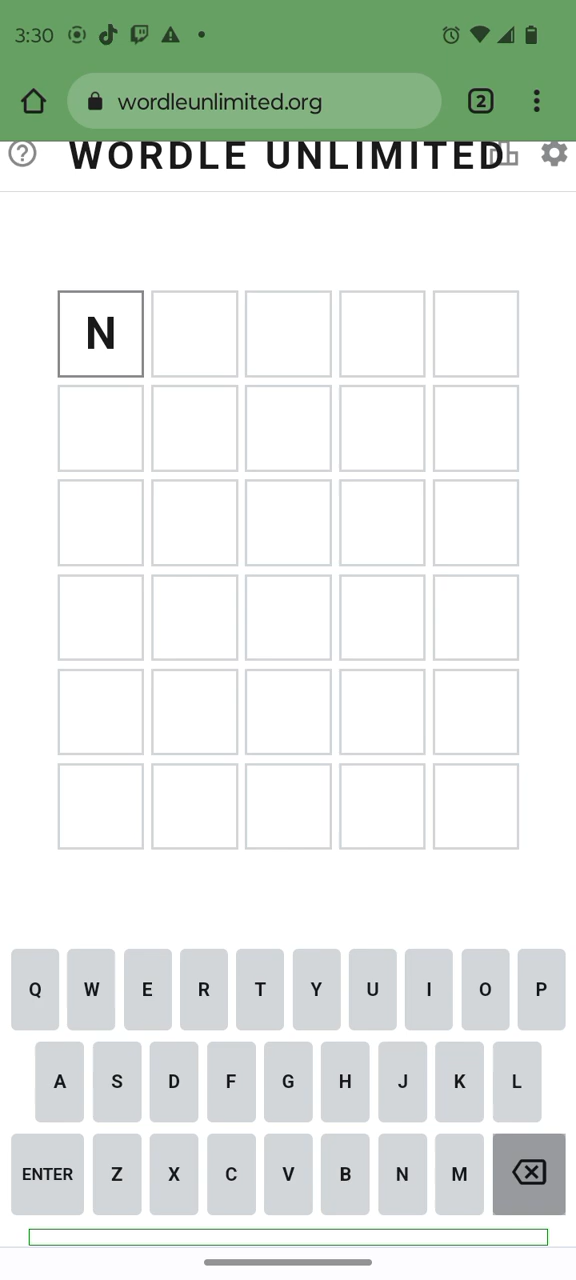 3:30
wordleunlimited.org
2
WORDLE UNLIMITED
N
Q W E R T Y U I O P
A S D F G H J K L
ENTER Z X C V B N M